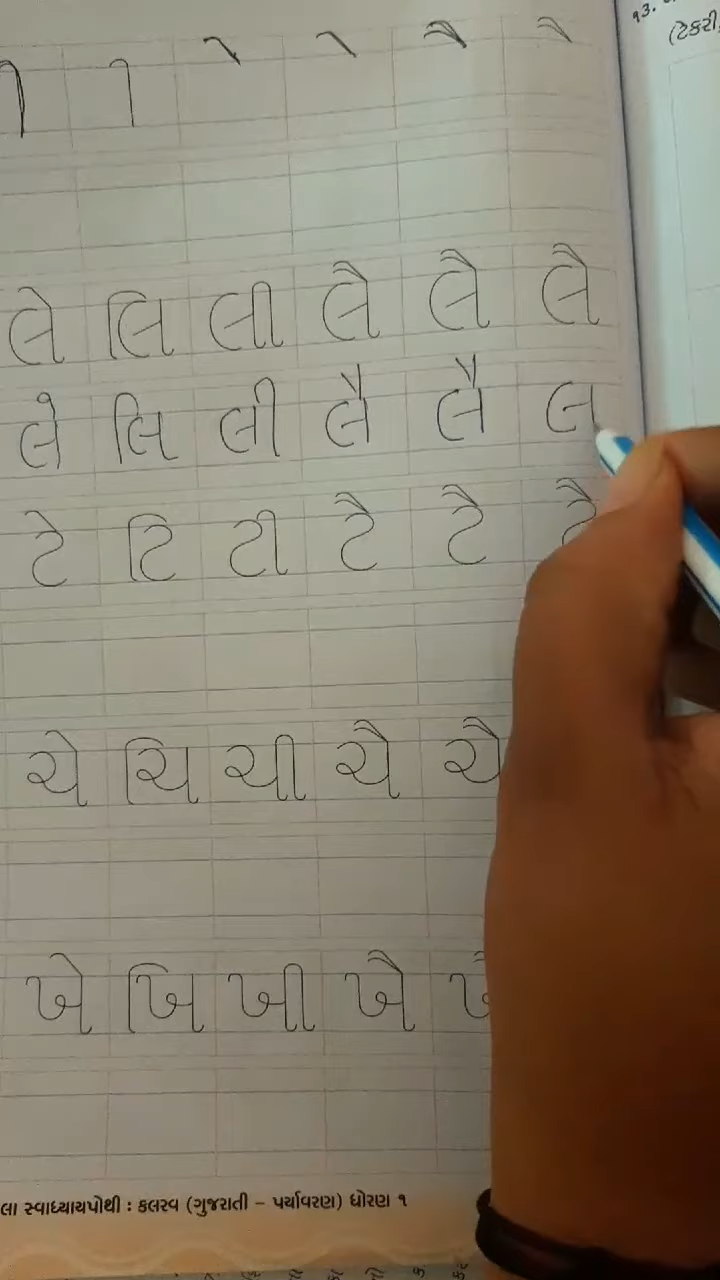 ૧૩.
(ટેકરી,
ી ી ે ે ૈ ૈ
લે લિ લી લૈ લૈ લૈ
લે લિ લી લૈ લૈ લ
ટે ટિ ટી ટૈ ટૈ ટૈ
ચે ચિ ચી ચૈ ચૈ
ખે ખિ ખી ખૈ
લા સ્વાધ્યાયપોથી : કલરવ (ગુજરાતી – પર્યાવરણ) ધોરણ ૧